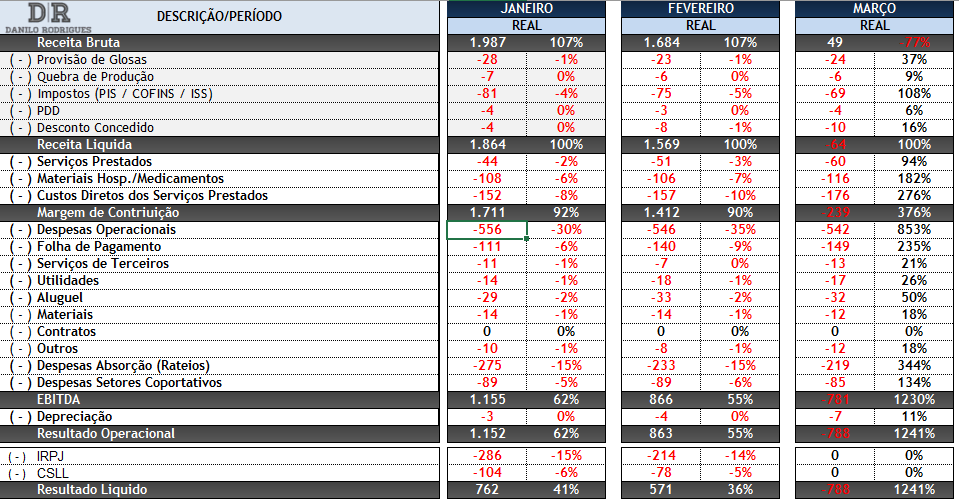 D|R
DANILO RODRIGUES
DESCRIÇÃO/PERÍODO JANEIRO FEVEREIRO MARÇO
REAL REAL REAL
Receita Bruta 1.987 107% 1.684 107% 49 -77%
( - ) Provisão de Glosas -28 -1% -23 -1% -24 37%
( - ) Quebra de Produção -7 0% -6 0% -6 9%
( - ) Impostos (PIS / COFINS / ISS) -81 -4% -75 -5% -69 108%
( - ) PDD -4 0% -3 0% -4 6%
( - ) Desconto Concedido -4 0% -8 -1% -10 16%
Receita Liquida 1.864 100% 1.569 100% -64 100%
( - ) Serviços Prestados -44 -2% -51 -3% -60 94%
( - ) Materiais Hosp./Medicamentos -108 -6% -106 -7% -116 182%
( - ) Custos Diretos dos Serviços Prestados -152 -8% -157 -10% -176 276%
Margem de Contriuição 1.711 92% 1.412 90% -239 376%
( - ) Despesas Operacionais -556 -30% -546 -35% -542 853%
( - ) Folha de Pagamento -111 -6% -140 -9% -149 235%
( - ) Serviços de Terceiros -11 -1% -7 0% -13 21%
( - ) Utilidades -14 -1% -18 -1% -17 26%
( - ) Aluguel -29 -2% -33 -2% -32 50%
( - ) Materiais -14 -1% -14 -1% -12 18%
( - ) Contratos 0 0% 0 0% 0 0%
( - ) Outros -10 -1% -8 -1% -12 18%
( - ) Despesas Absorção (Rateios) -275 -15% -233 -15% -219 344%
( - ) Despesas Setores Coportativos -89 -5% -89 -6% -85 134%
EBITDA 1.155 62% 866 55% -781 1230%
( - ) Depreciação -3 0% -4 0% -7 11%
Resultado Operacional 1.152 62% 863 55% -788 1241%
( - ) IRPJ -286 -15% -214 -14% 0 0%
( - ) CSLL -104 -6% -78 -5% 0 0%
Resultado Liquido 762 41% 571 36% -788 1241%